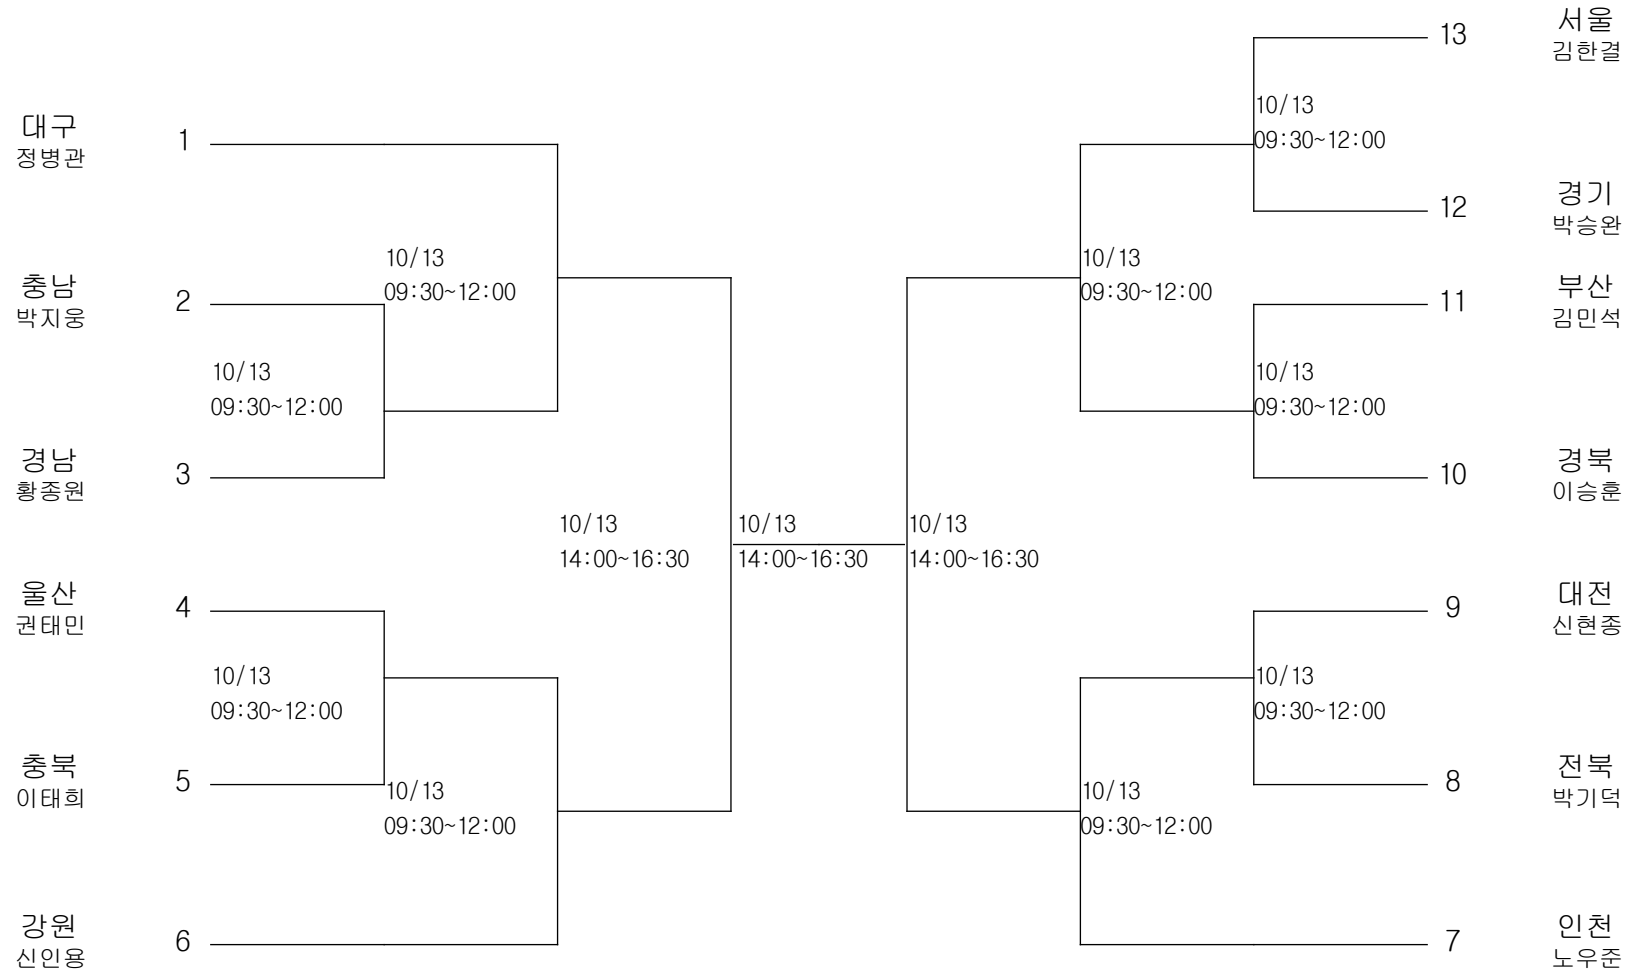 서울
13
김한결
10/13
09:30~12:00
대구
1
정병관
경기
12
박승완
10/13
09:30~12:00
10/13
09:30~12:00
충남
2
박지웅
부산
11
김민석
10/13
09:30~12:00
10/13
09:30~12:00
경남
3
황종원
경북
10
이승훈
10/13
14:00~16:30
10/13
14:00~16:30
10/13
14:00~16:30
울산
4
권태민
대전
9
신현종
10/13
09:30~12:00
10/13
09:30~12:00
충북
5
이태희
전북
8
박기덕
10/13
09:30~12:00
10/13
09:30~12:00
강원
6
신인용
인천
7
노우준